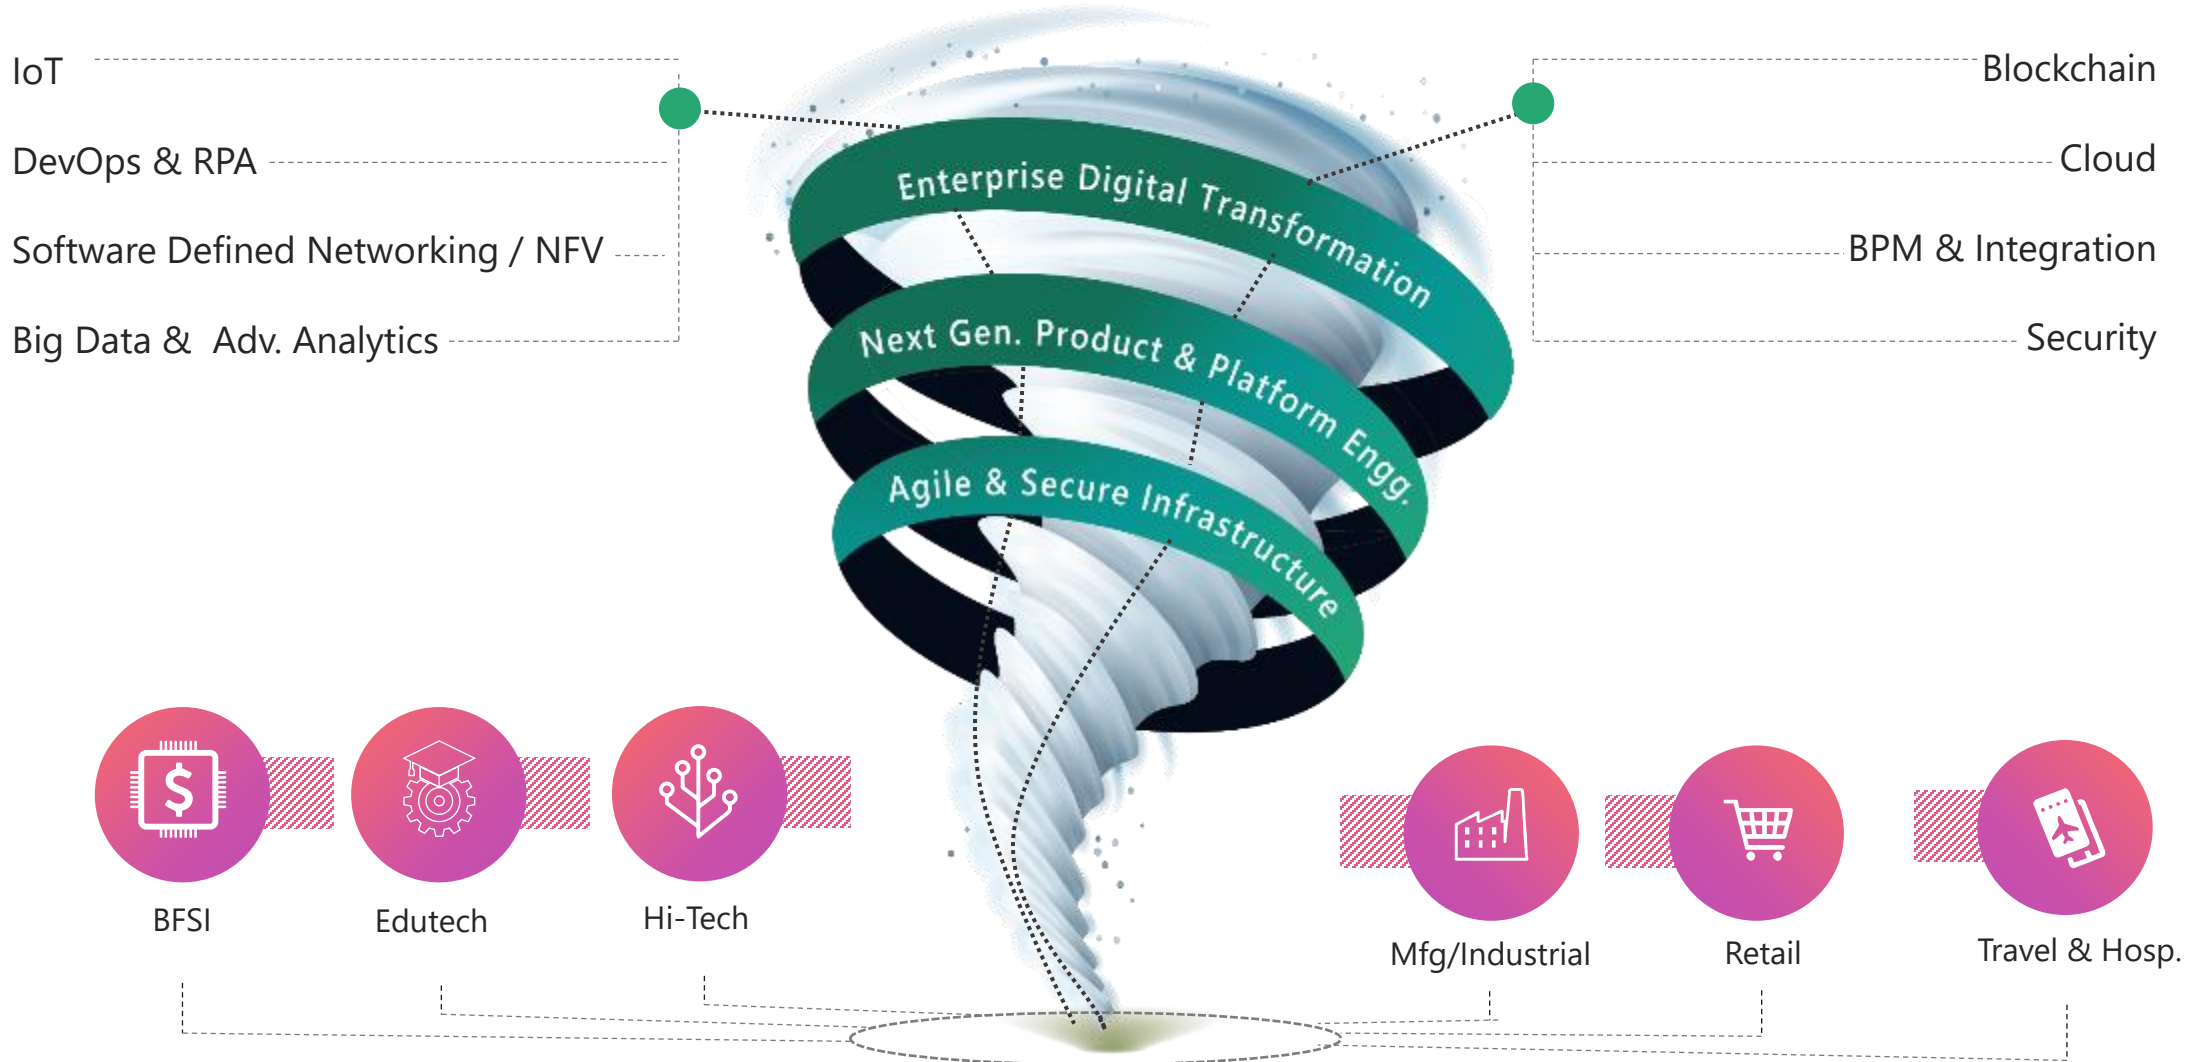 IoT
DevOps & RPA
Software Defined Networking / NFV
Big Data & Adv. Analytics
Blockchain
Cloud
BPM & Integration
Security
Enterprise Digital Transformation
Next Gen. Product & Platform Engg.
Agile & Secure Infrastructure
$
BFSI
Edutech
Hi-Tech
Mfg/Industrial
Retail
Travel & Hosp.